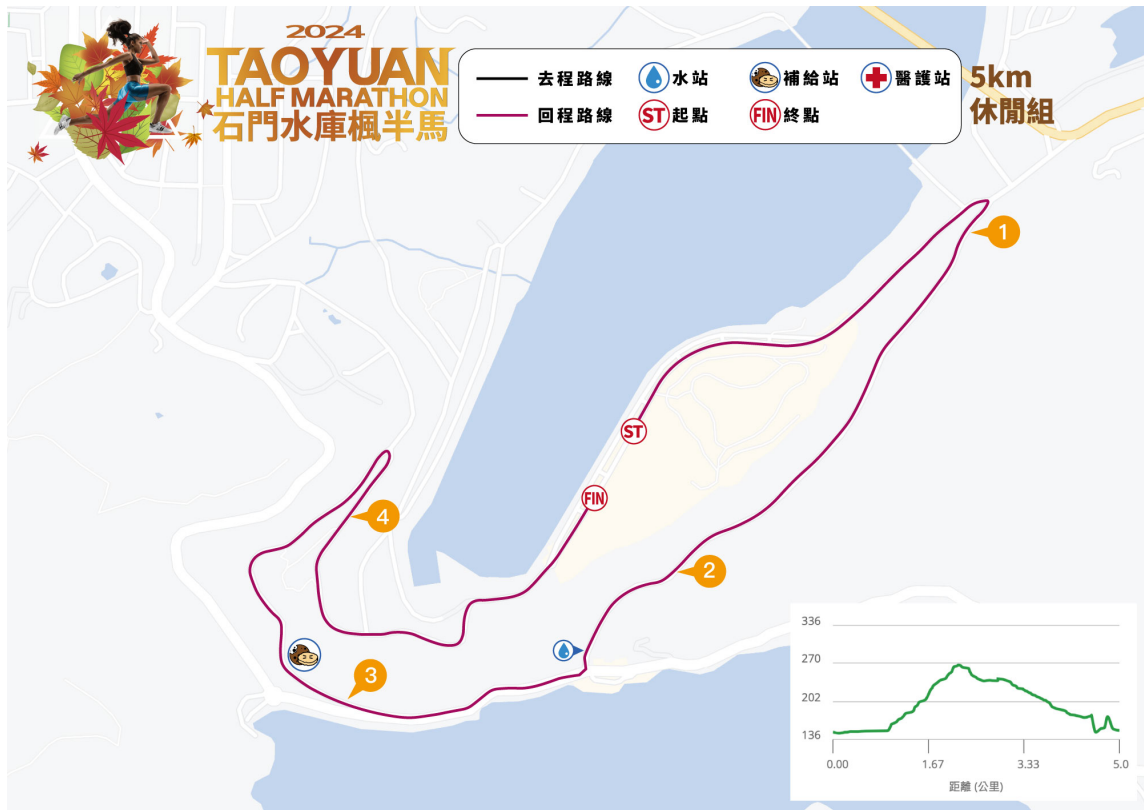 2024
TAOYUAN
HALF MARATHON
石門水庫楓半馬
去程路線
水站
補給站
醫護站
回程路線
ST
起點
FIN
終點
5km
休閒組
1
ST
FIN
4
2
3
336
270
202
136
0.00
1.67
3.33
5.0
距離 (公里)